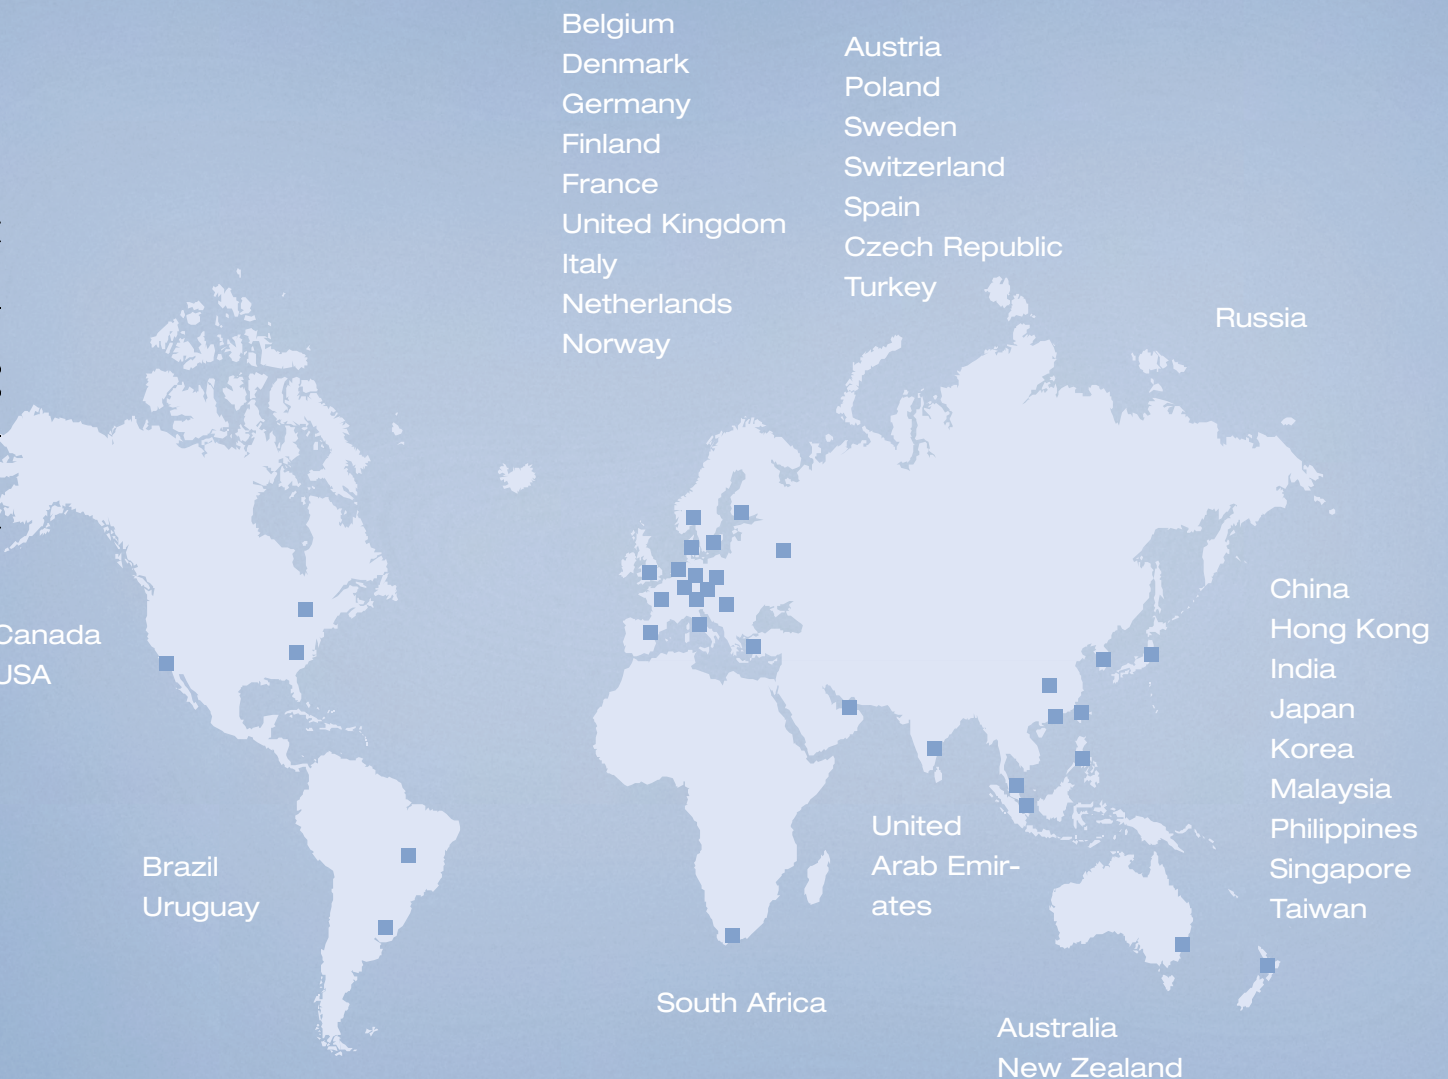 Belgium
Denmark
Germany
Finland
France
United Kingdom
Italy
Netherlands
Norway
Austria
Poland
Sweden
Switzerland
Spain
Czech Republic
Turkey
Russia
Canada
USA
China
Hong Kong
India
Japan
Korea
Malaysia
Philippines
Singapore
Taiwan
Brazil
Uruguay
United
Arab Emir-
ates
South Africa
Australia
New Zealand